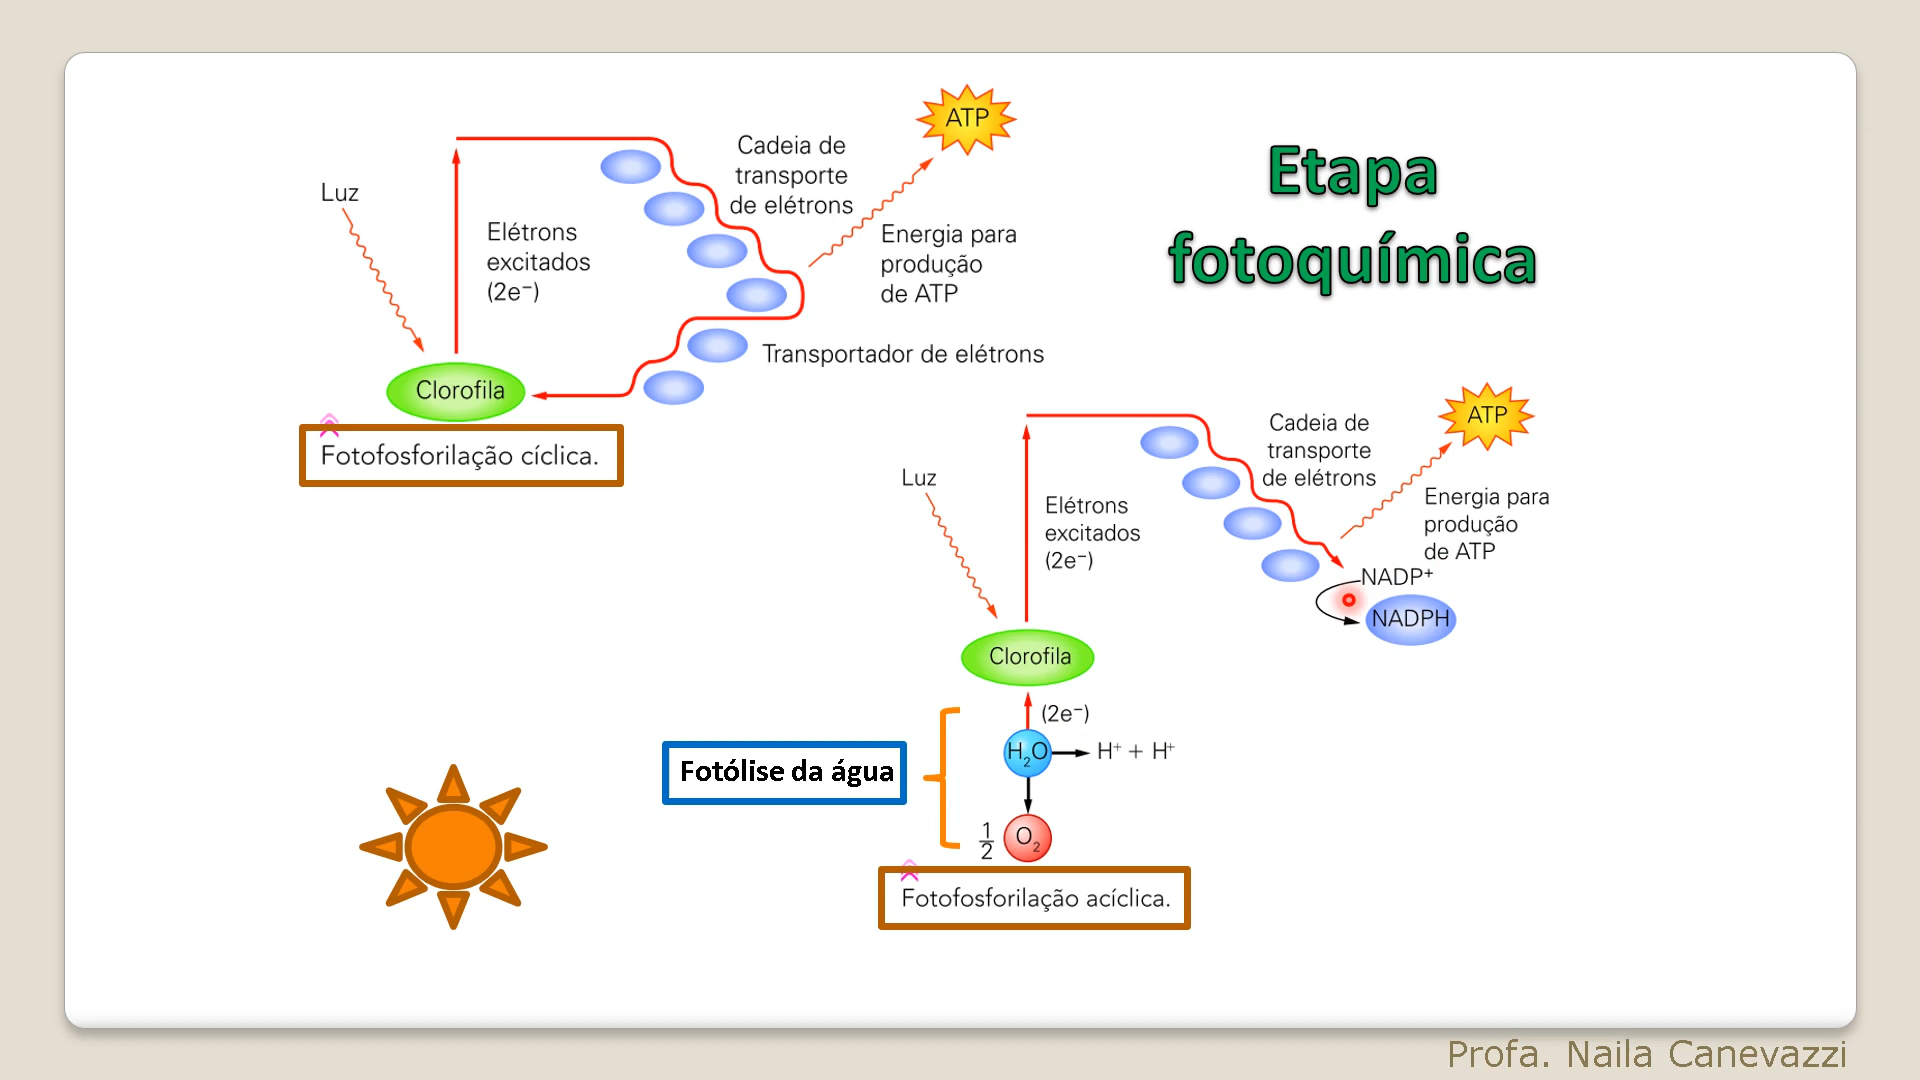 Etapa
fotoquímica
ATP
Cadeia de
transporte
de elétrons
Luz
Elétrons
excitados
(2e⁻)
Energia para
produção
de ATP
Transportador de elétrons
Clorofila
Fotofosforilação cíclica.
ATP
Cadeia de
transporte
de elétrons
Luz
Elétrons
excitados
(2e⁻)
Energia para
produção
de ATP
NADP⁺
NADPH
Clorofila
(2e⁻)
H₂O
H⁺ + H⁺
Fotólise da água
1/2 O₂
Fotofosforilação acíclica.
Profa. Naila Canevazzi